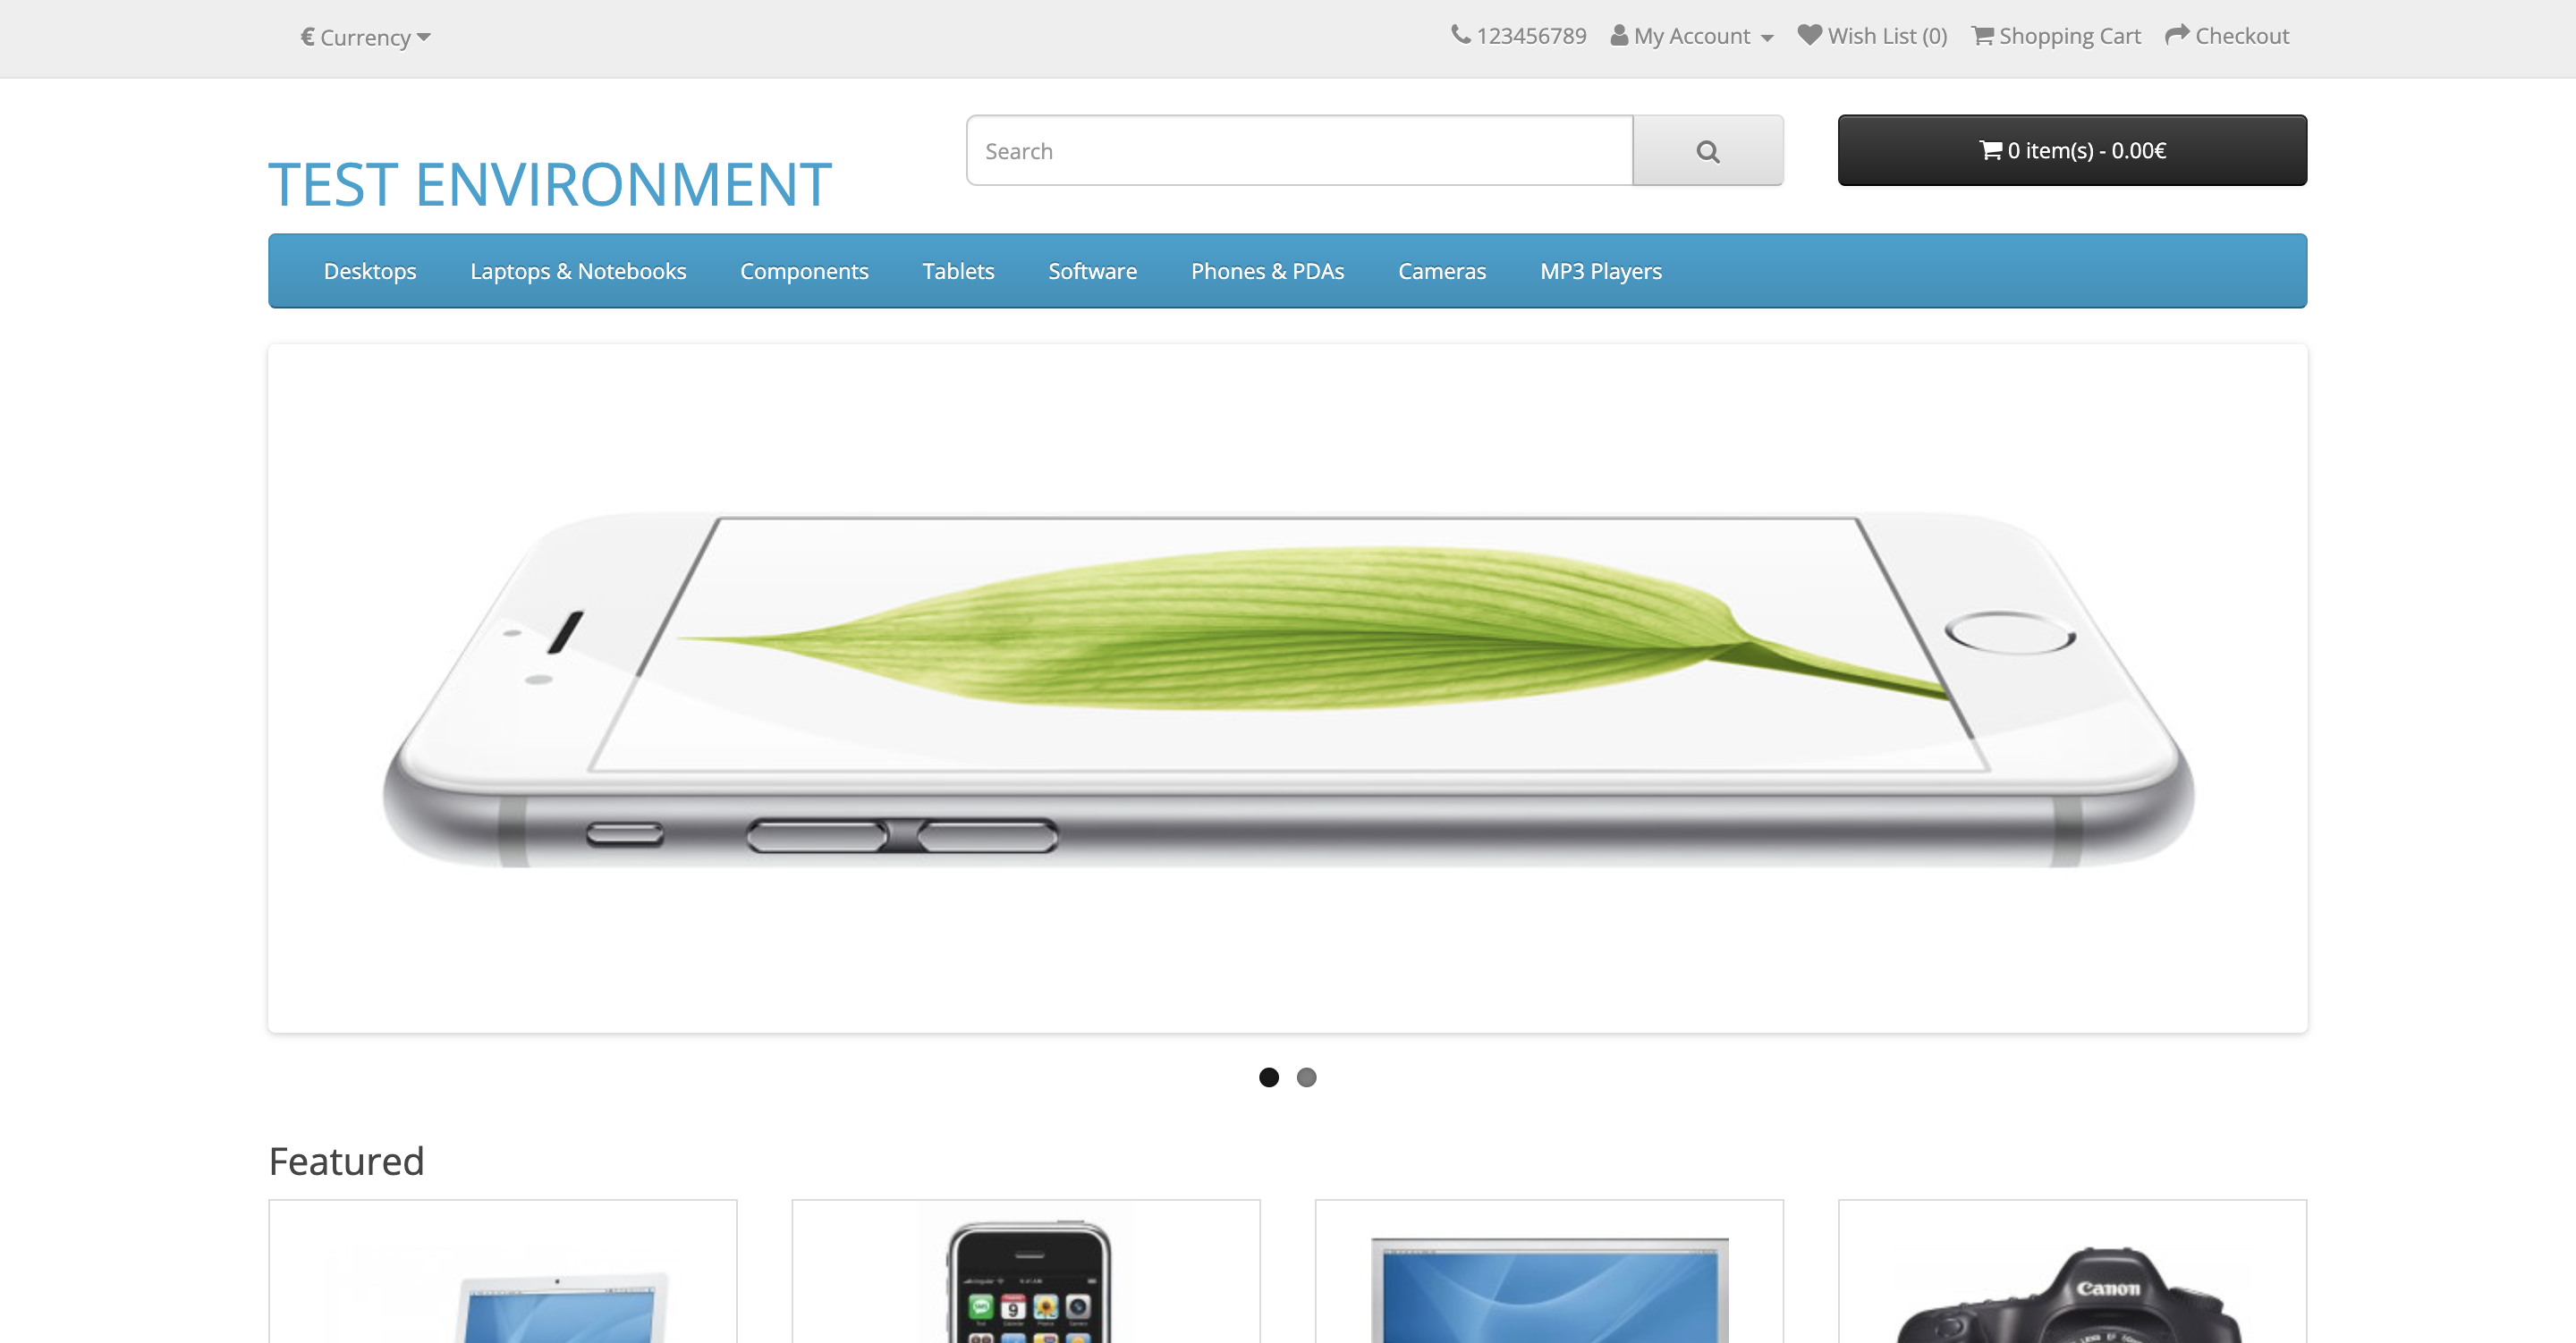 € Currency
123456789 My Account Wish List (0) Shopping Cart Checkout
TEST ENVIRONMENT
Search
0 item(s) - 0.00€
Desktops Laptops & Notebooks Components Tablets Software Phones & PDAs Cameras MP3 Players
Featured
9
Canon